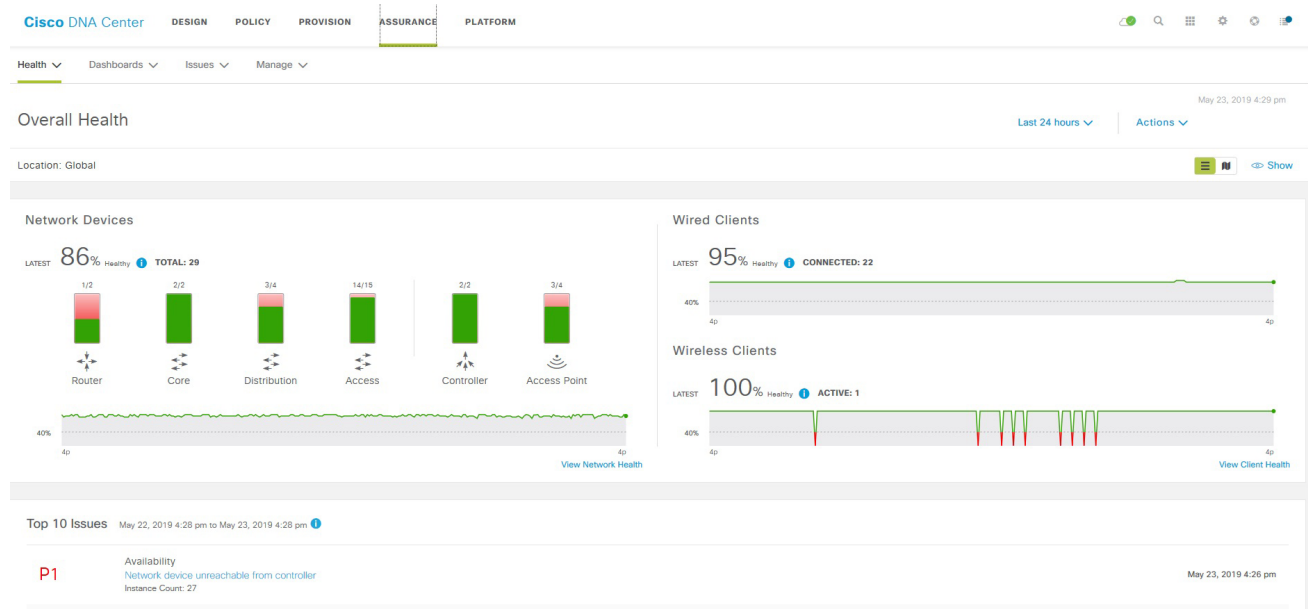 Cisco DNA Center DESIGN POLICY PROVISION ASSURANCE PLATFORM
Health Dashboards Issues Manage
May 23, 2019 4:29 pm
Overall Health
Last 24 hours Actions
Location: Global
Show
Network Devices
LATEST 86% Healthy TOTAL: 29
1/2 2/2 3/4 14/15 2/2 3/4
Router Core Distribution Access Controller Access Point
40%
4p 4p
View Network Health
Wired Clients
LATEST 95% Healthy CONNECTED: 22
40%
4p 4p
Wireless Clients
LATEST 100% Healthy ACTIVE: 1
40%
4p 4p
View Client Health
Top 10 Issues May 22, 2019 4:28 pm to May 23, 2019 4:28 pm
P1
Availability
Network device unreachable from controller
Instance Count: 27
May 23, 2019 4:26 pm